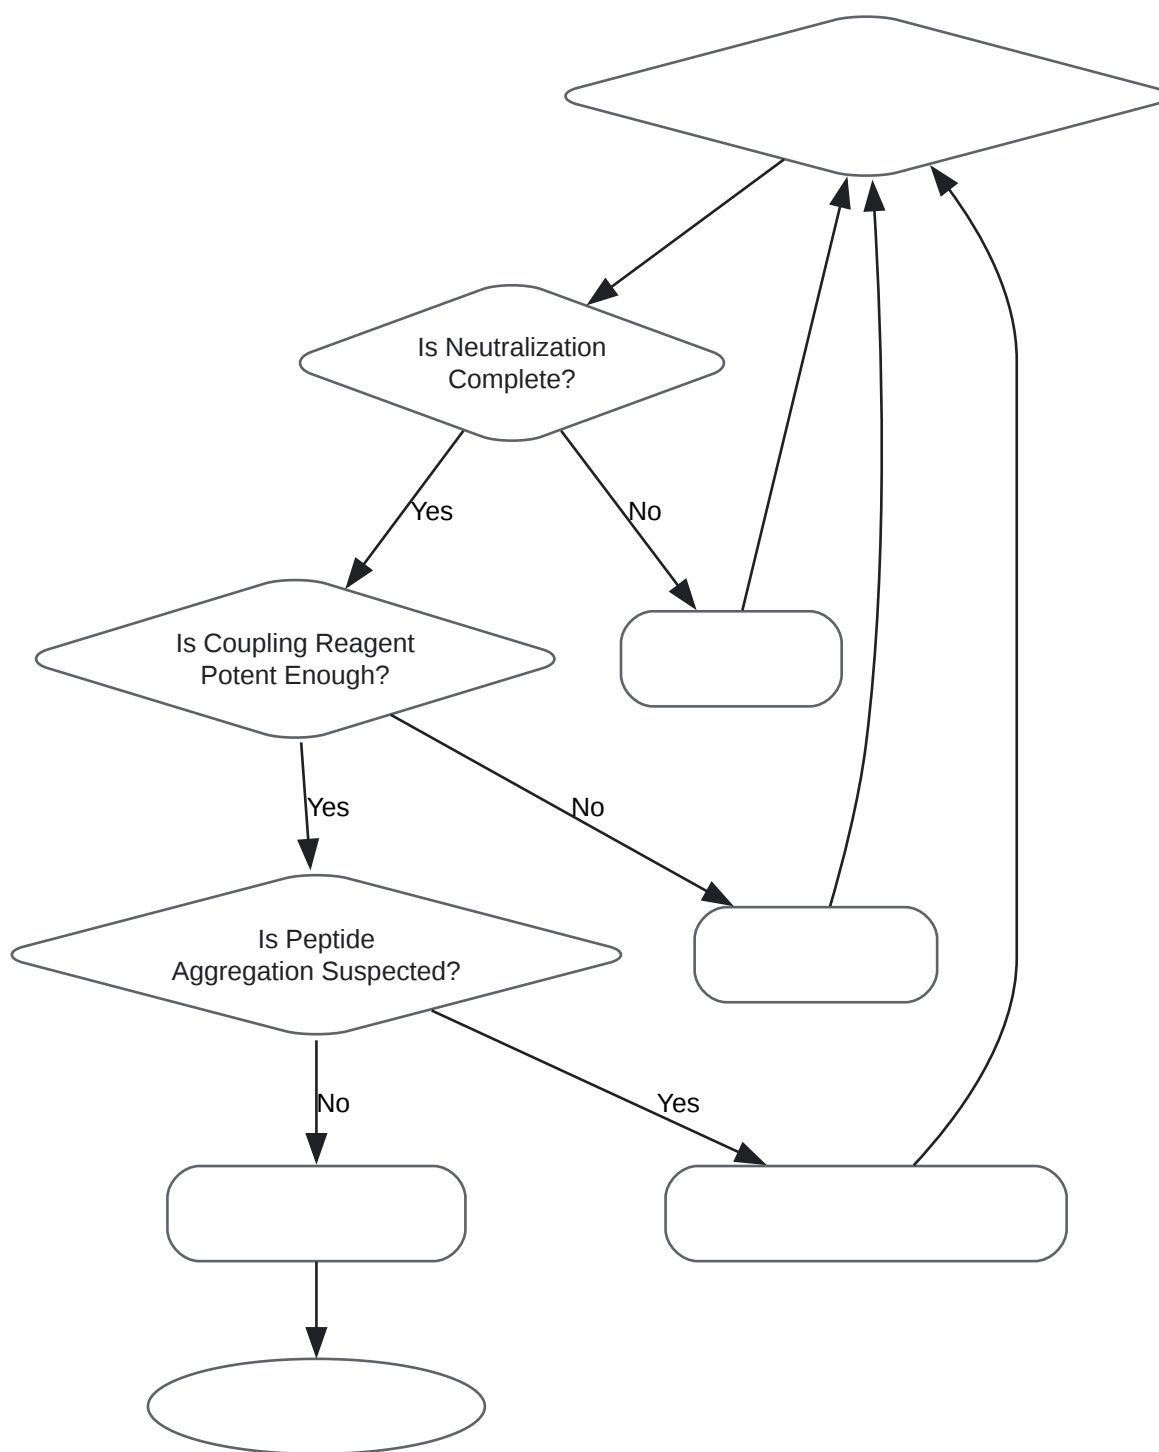 Is Neutralization
Complete?
Yes
No
Is Coupling Reagent
Potent Enough?
Yes
No
Is Peptide
Aggregation Suspected?
No
Yes